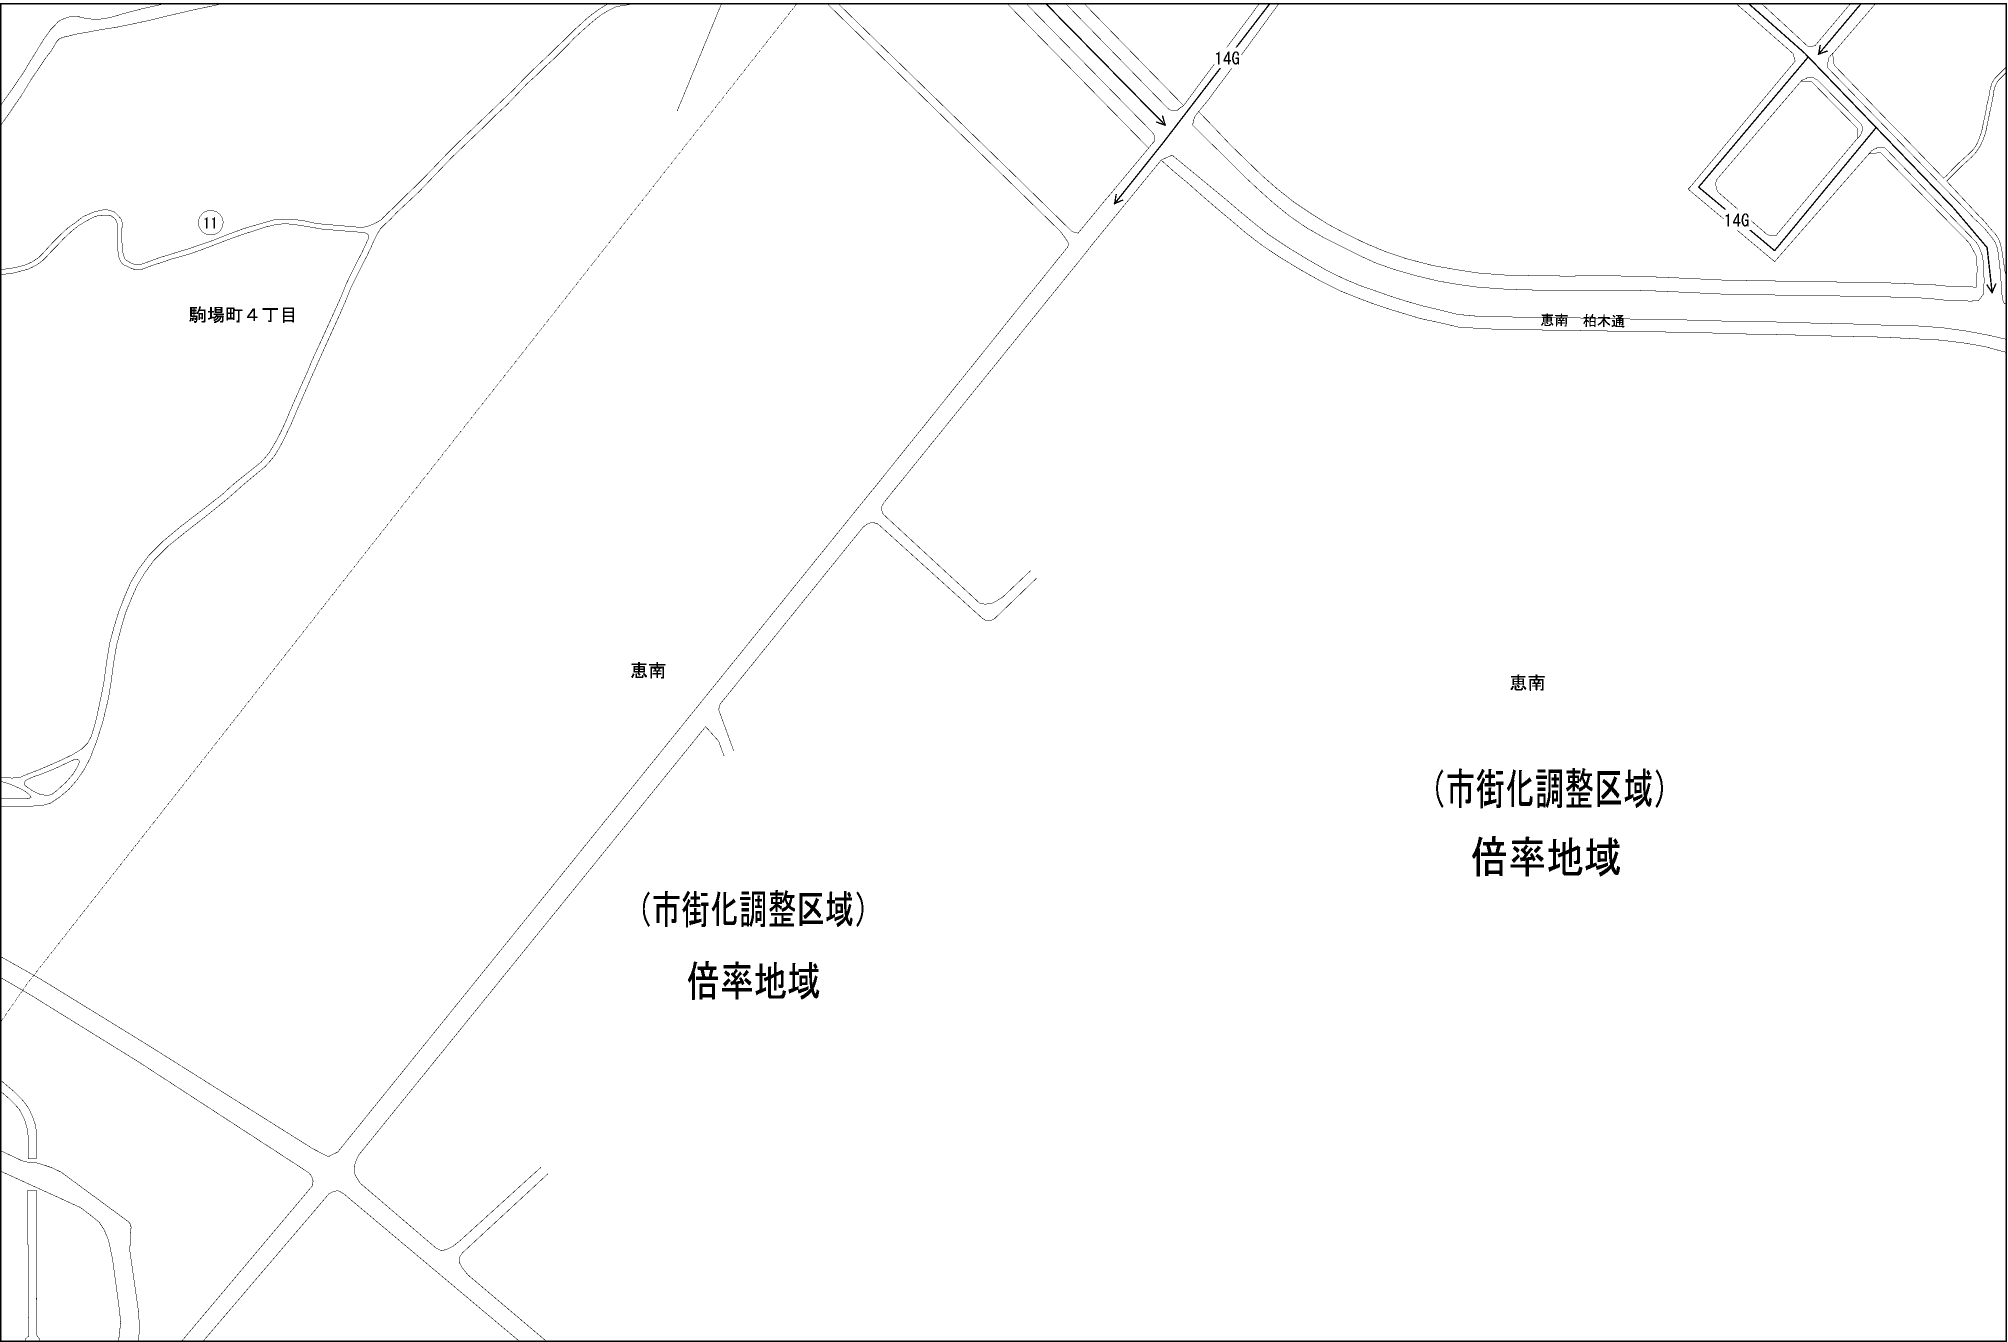 14G
14G
⑪
駒場町４丁目
恵南　柏木通
恵南
恵南
（市街化調整区域）
倍率地域
（市街化調整区域）
倍率地域